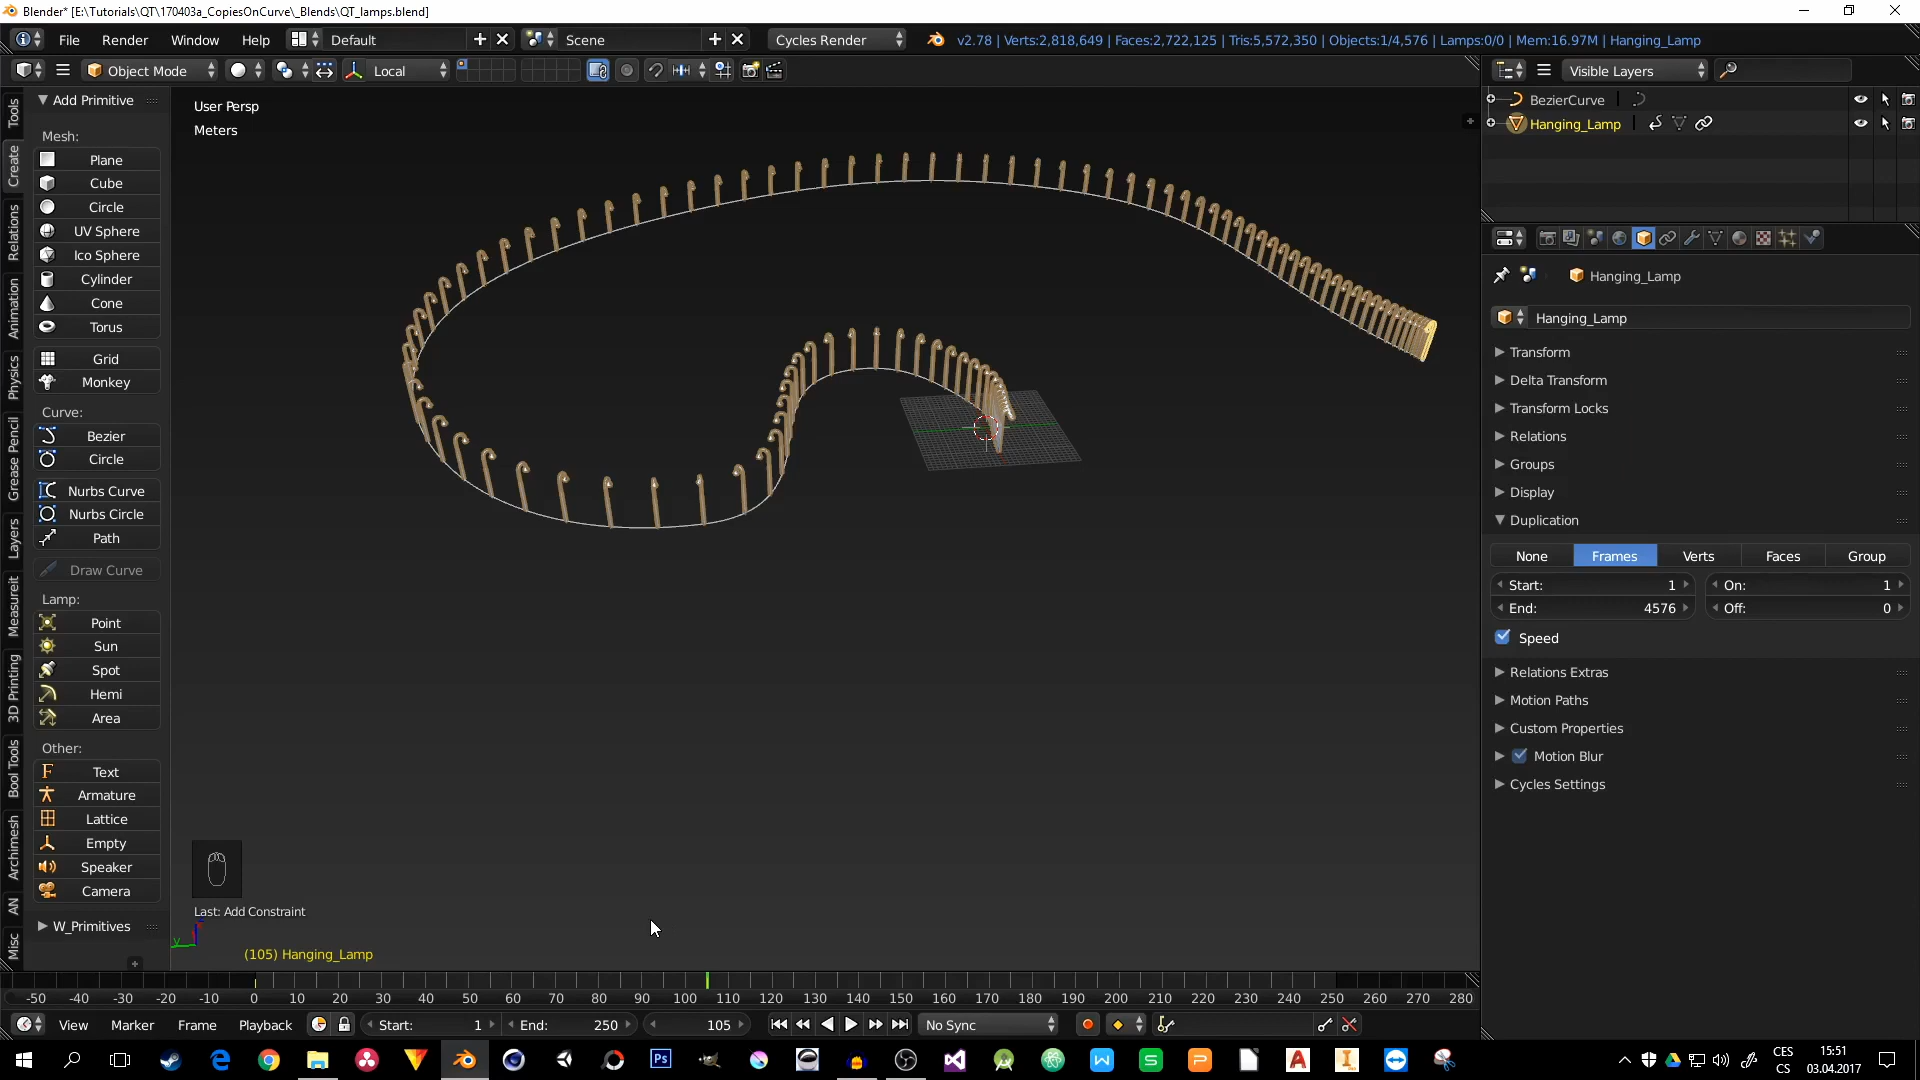 Blender* [E:\Tutorials\QT\170403a_CopiesOnCurve\_Blends\QT_lamps.blend]
File Render Window Help Default Scene Cycles Render v2.78 | Verts:2,818,649 | Faces:2,722,125 | Tris:5,572,350 | Objects:1/4,576 | Lamps:0/0 | Mem:16.97M | Hanging_Lamp
Object Mode Local Visible Layers
Add Primitive
User Persp
Meters
Mesh:
Plane
Cube
Circle
UV Sphere
Ico Sphere
Cylinder
Cone
Torus
Grid
Monkey
Curve:
Bezier
Circle
Nurbs Curve
Nurbs Circle
Path
Draw Curve
Lamp:
Point
Sun
Spot
Hemi
Area
Other:
Text
Armature
Lattice
Empty
Speaker
Camera
W_Primitives
Tools
Create
Relations
Animation
Physics
Grease Pencil
Layers
Measureit
3D Printing
Bool Tools
Archimesh
AN
Misc
Last: Add Constraint
(105) Hanging_Lamp
BezierCurve
Hanging_Lamp
Hanging_Lamp
Hanging_Lamp
Transform
Delta Transform
Transform Locks
Relations
Groups
Display
Duplication
None Frames Verts Faces Group
Start: 1 On: 1
End: 4576 Off: 0
Speed
Relations Extras
Motion Paths
Custom Properties
Motion Blur
Cycles Settings
-50 -40 -30 -20 -10 0 10 20 30 40 50 60 70 80 90 100 110 120 130 140 150 160 170 180 190 200 210 220 230 240 250 260 270 280
View Marker Frame Playback Start: 1 End: 250 105 No Sync
CES 15:51
CS 03.04.2017